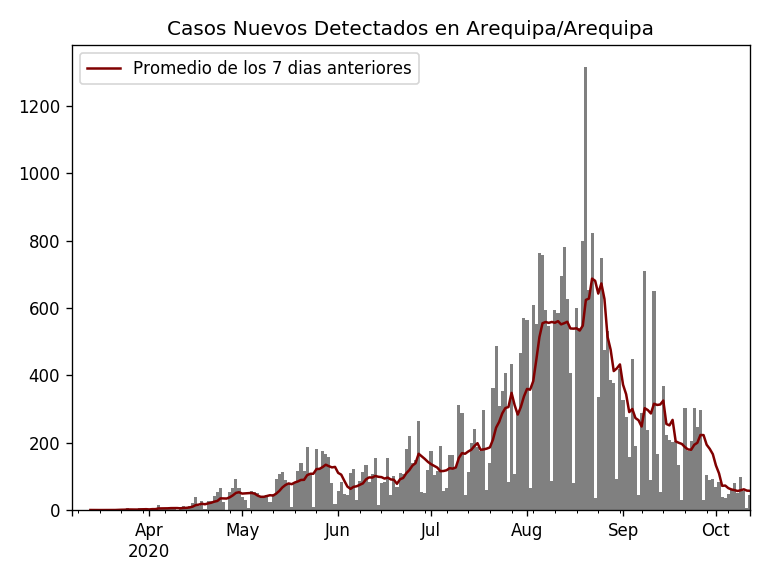 Casos Nuevos Detectados en Arequipa/Arequipa
Promedio de los 7 dias anteriores
1200
1000
800
600
400
200
0
Apr May Jun Jul Aug Sep Oct
2020